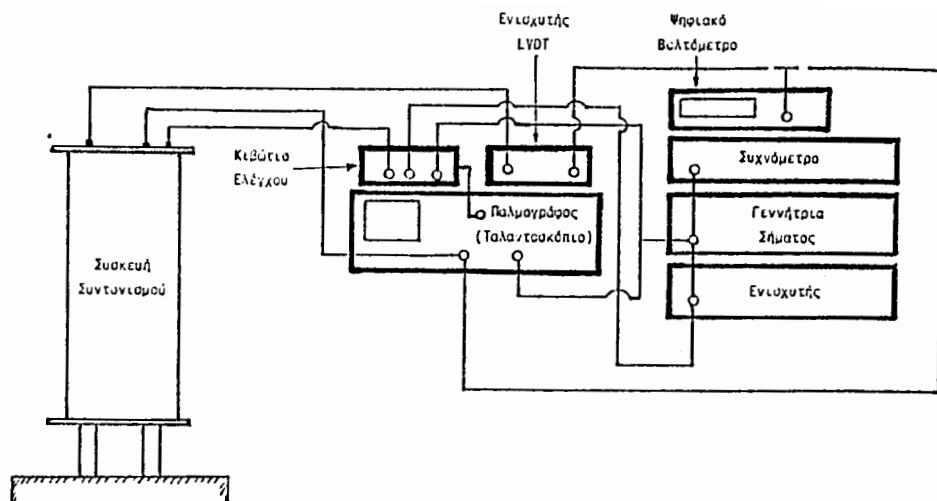 Ενισχυτής
LVDT
Ψηφιακό
Βολτόμετρο
Κιβώτιο
Ελέγχου
Συχνόμετρο
Παλμογράφος
(Ταλαντοσκόπιο)
Γεννήτρια
Σήματος
Συσκευή
Συντονισμού
Ενισχυτής